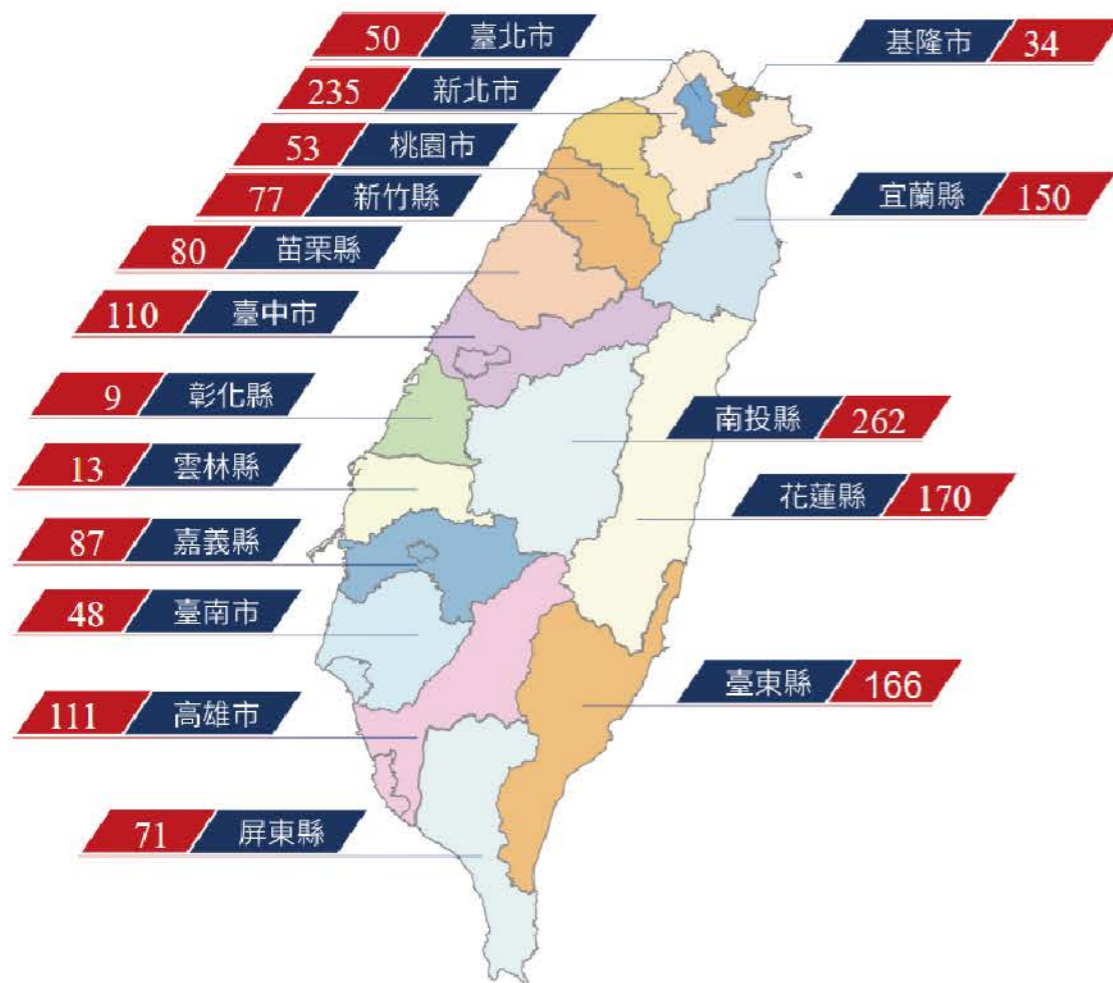 50 臺北市
基隆市 34
235 新北市
53 桃園市
77 新竹縣
宜蘭縣 150
80 苗栗縣
110 臺中市
9 彰化縣
南投縣 262
13 雲林縣
花蓮縣 170
87 嘉義縣
48 臺南市
臺東縣 166
111 高雄市
71 屏東縣